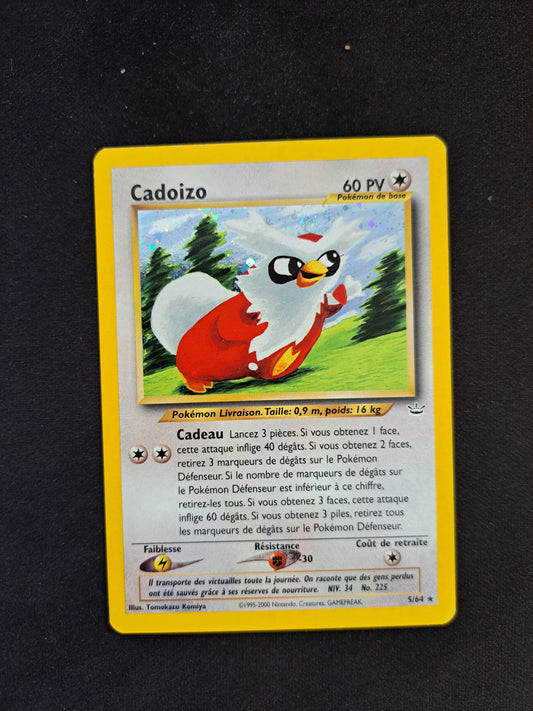 Cadoizo
60 PV
Pokémon de base
Pokémon Livraison. Taille: 0,9 m, poids: 16 kg
Cadeau Lancez 3 pièces. Si vous obtenez 1 face,
cette attaque inflige 40 dégâts. Si vous obtenez 2 faces,
retirez 3 marqueurs de dégâts sur le Pokémon
Défenseur. Si le nombre de marqueurs de dégâts sur
le Pokémon Défenseur est inférieur à ce chiffre,
retirez-les tous. Si vous obtenez 3 faces, cette attaque
inflige 60 dégâts. Si vous obtenez 3 piles, retirez tous
les marqueurs de dégâts sur le Pokémon Défenseur.
Faiblesse
Résistance
-30
Coût de retraite
Il transporte des victuailles toute la journée. On raconte que des gens perdus
ont été sauvés grâce à ses réserves de nourriture. NIV. 34 No. 225
Illus. Tomokazu Komiya
©1995-2000 Nintendo, Creatures, GAMEFREAK.
5/64 ★